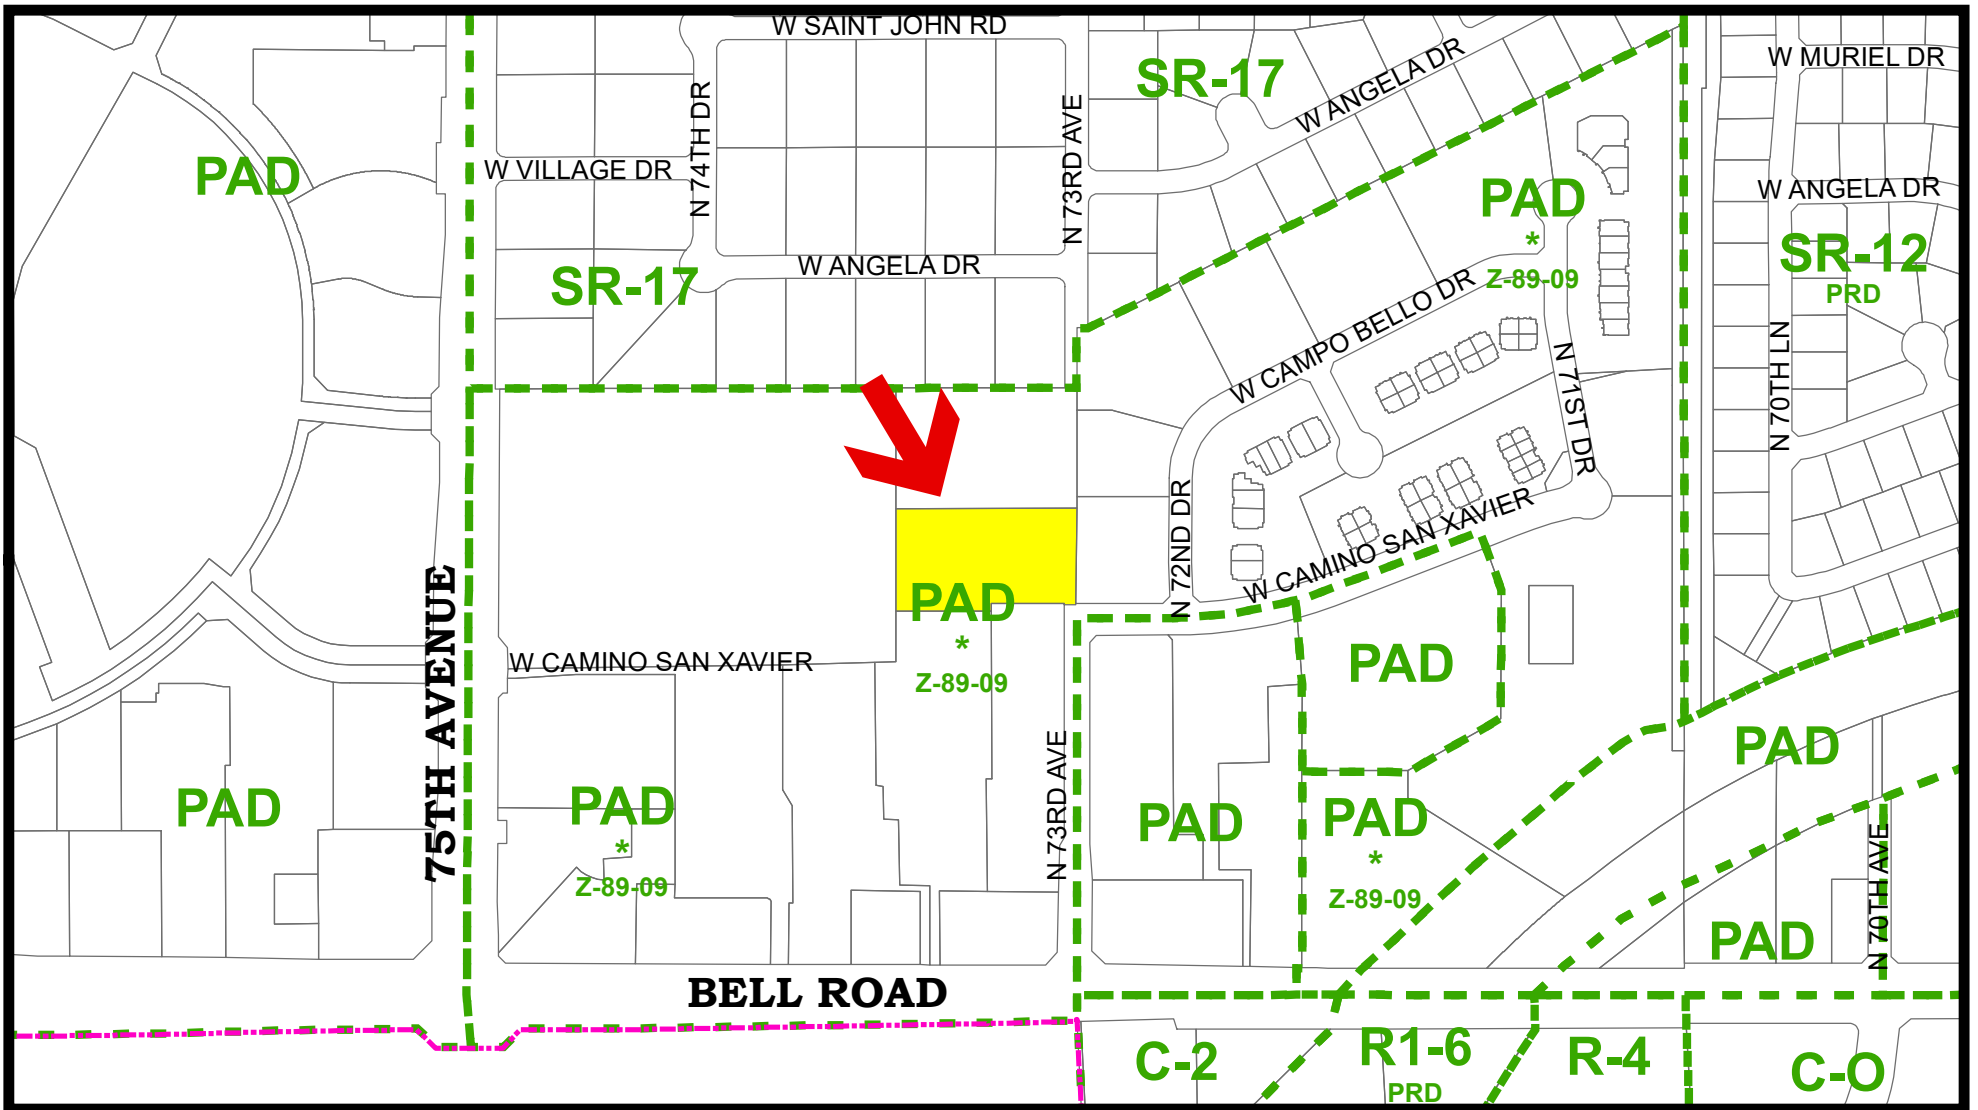 W SAINT JOHN RD
W MURIEL DR
SR-17
W ANGELA DR
N 74TH DR
N 73RD AVE
W VILLAGE DR
PAD
PAD
*
Z-89-09
W ANGELA DR
SR-12
PRD
W ANGELA DR
SR-17
W CAMPO BELLO DR
N 71ST DR
N 70TH LN
N 72ND DR
W CAMINO SAN XAVIER
PAD
*
Z-89-09
75TH AVENUE
W CAMINO SAN XAVIER
PAD
PAD
PAD
PAD
*
Z-89-09
N 73RD AVE
PAD
PAD
*
Z-89-09
N 70TH AVE
PAD
BELL ROAD
C-2
R1-6
PRD
R-4
C-O